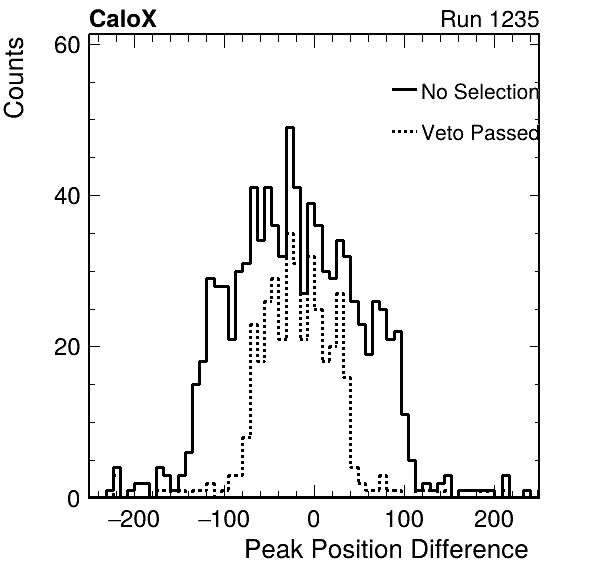 CaloX Run 1235
Counts
60
No Selection
Veto Passed
40
20
0
−200 −100 0 100 200
Peak Position Difference